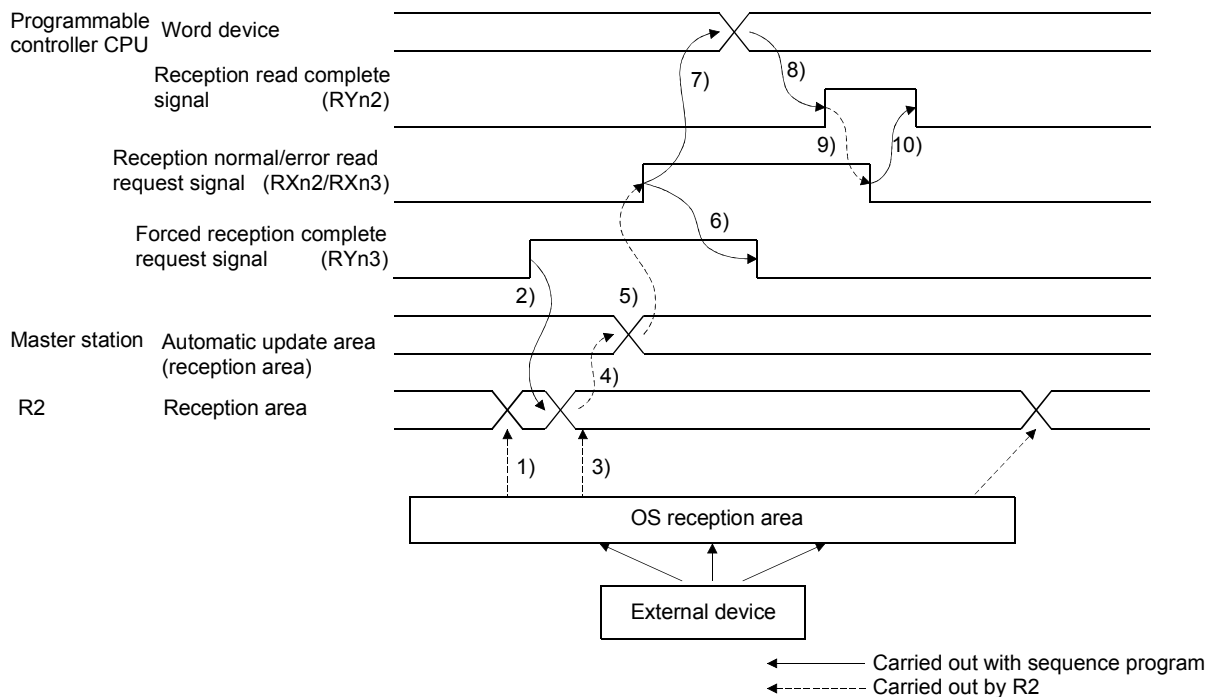 Programmable
controller CPU
Word device
Reception read complete
signal (RYn2)
Reception normal/error read
request signal (RXn2/RXn3)
Forced reception complete
request signal (RYn3)
Master station
Automatic update area
(reception area)
R2
Reception area
7)
8)
9)
10)
6)
2)
5)
4)
1)
3)
OS reception area
External device
Carried out with sequence program
Carried out by R2